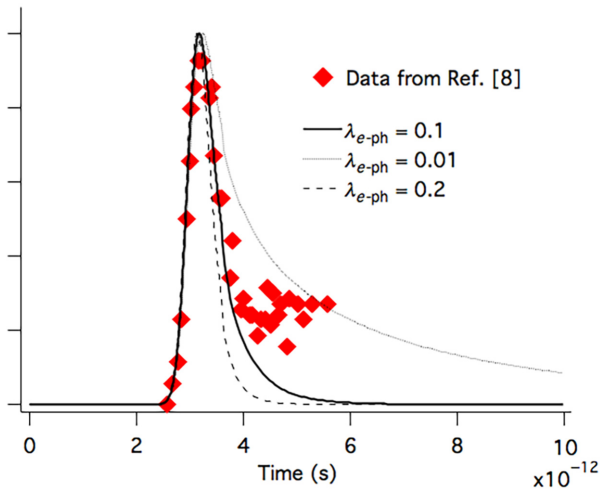 Data from Ref. [8]
λe-ph = 0.1
λe-ph = 0.01
λe-ph = 0.2
0 2 4 6 8 10
Time (s)
x10-12